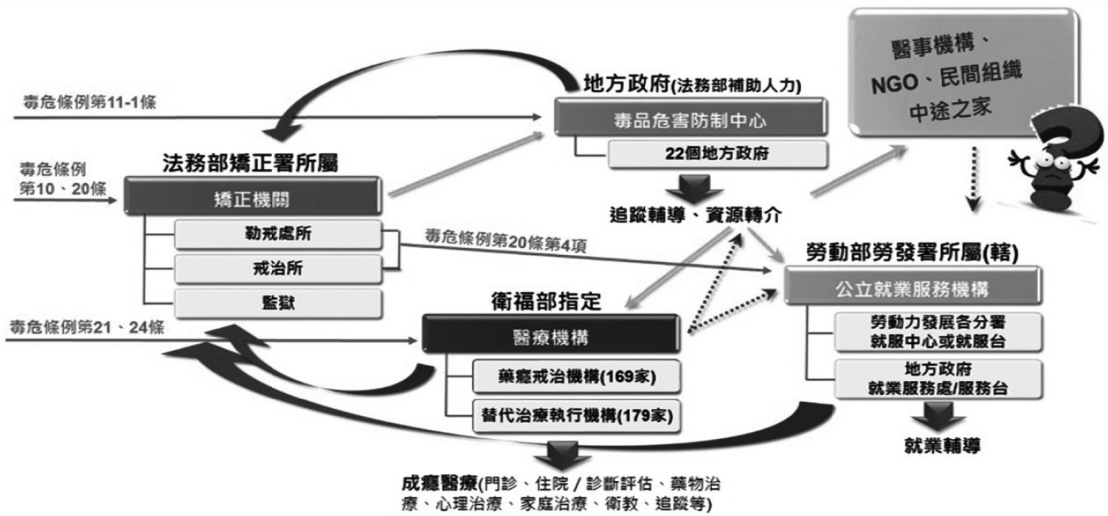 醫事機構、
NGO、民間組織
中途之家
地方政府(法務部補助人力)
毒危條例第11-1條
毒品危害防制中心
22個地方政府
法務部矯正署所屬
毒危條例
第10、20條
矯正機關
追蹤輔導、資源轉介
勒戒處所
毒危條例第20條第4項
戒治所
勞動部勞發署所屬(轄)
公立就業服務機構
監獄
衛福部指定
毒危條例第21、24條
醫療機構
勞動力發展各分署
就服中心或就服台
藥癮戒治機構(169家)
地方政府
就業服務處/服務台
替代治療執行機構(179家)
就業輔導
成癮醫療(門診、住院/診斷評估、藥物治
療、心理治療、家庭治療、衛教、追蹤等)